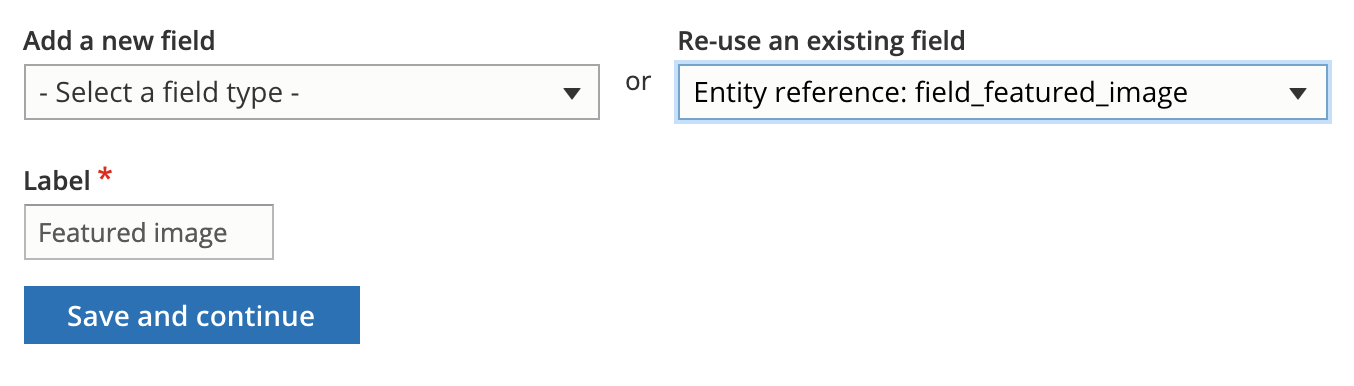 Add a new field
- Select a field type -
or
Re-use an existing field
Entity reference: field_featured_image
Label *
Featured image
Save and continue